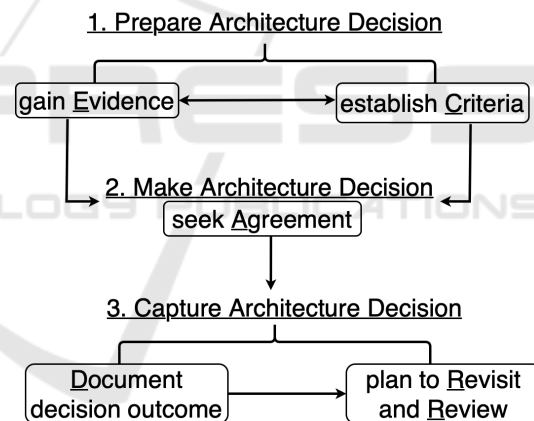 1. Prepare Architecture Decision
gain Evidence
establish Criteria
2. Make Architecture Decision
seek Agreement
3. Capture Architecture Decision
Document
decision outcome
plan to Revisit
and Review